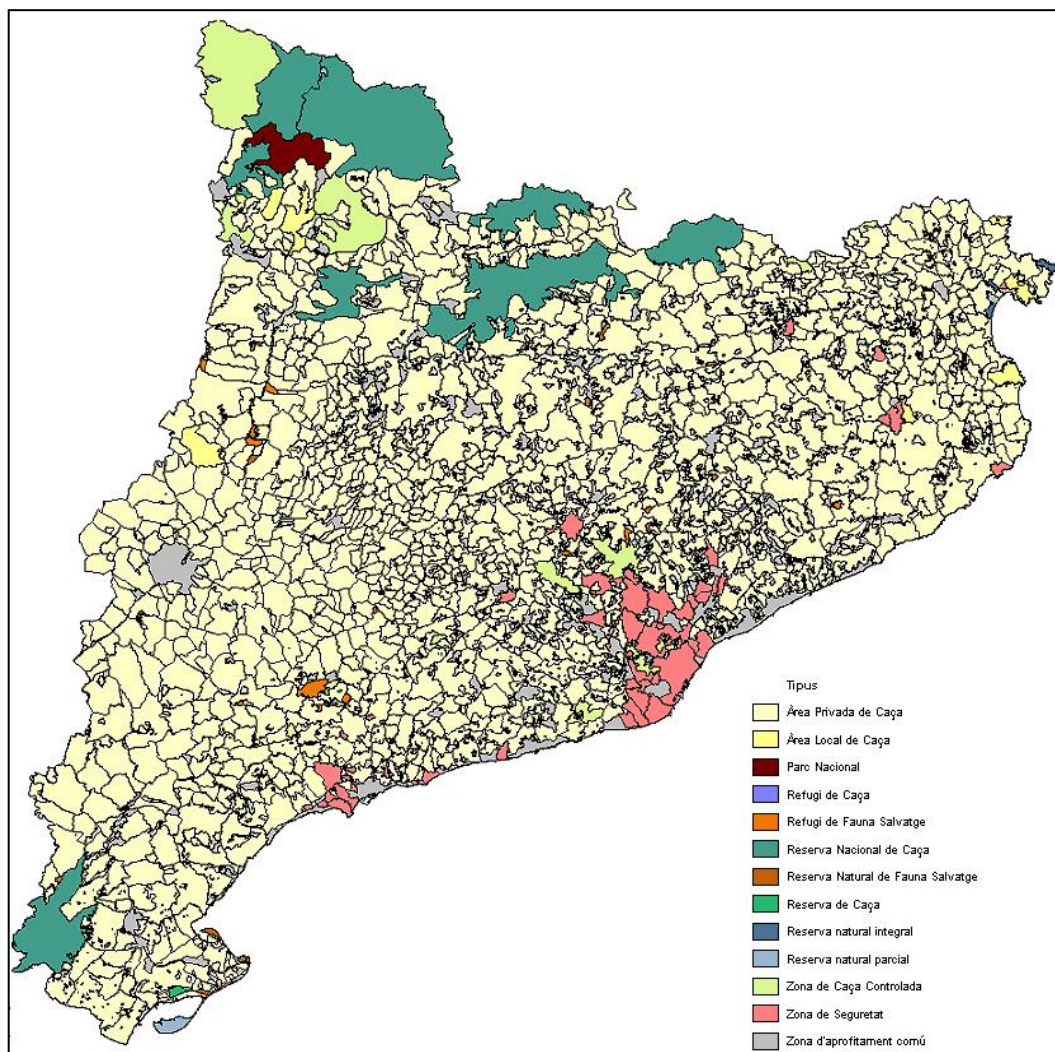 Tipus
Àrea Privada de Caça
Àrea Local de Caça
Parc Nacional
Refugi de Caça
Refugi de Fauna Salvatge
Reserva Nacional de Caça
Reserva Natural de Fauna Salvatge
Reserva de Caça
Reserva natural integral
Reserva natural parcial
Zona de Caça Controlada
Zona de Seguretat
Zona d'aprofitament comú